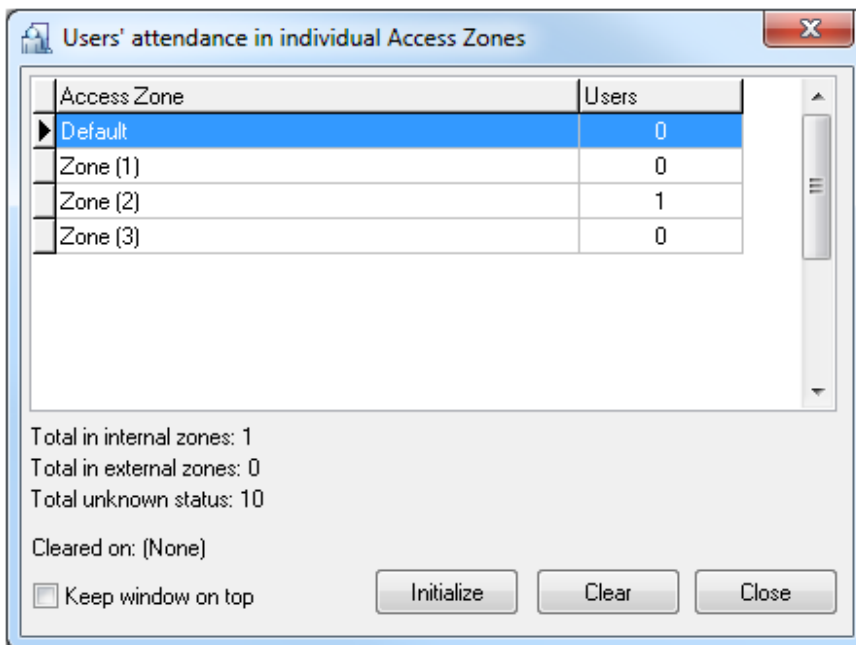 Users' attendance in individual Access Zones
Access Zone Users
Default 0
Zone (1) 0
Zone (2) 1
Zone (3) 0
Total in internal zones: 1
Total in external zones: 0
Total unknown status: 10
Cleared on: (None)
Keep window on top Initialize Clear Close